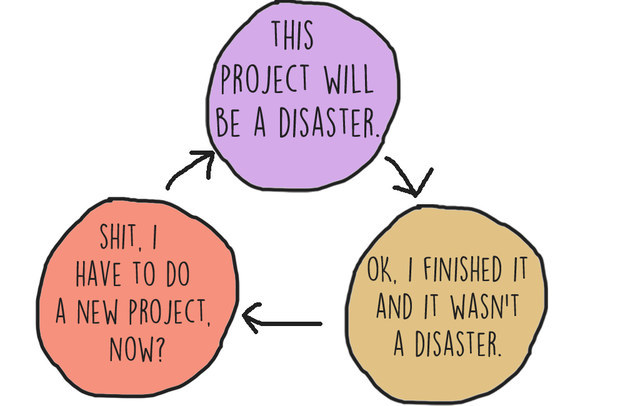 THIS
PROJECT WILL
BE A DISASTER.
OK, I FINISHED IT
AND IT WASN'T
A DISASTER.
SHIT, I
HAVE TO DO
A NEW PROJECT,
NOW?